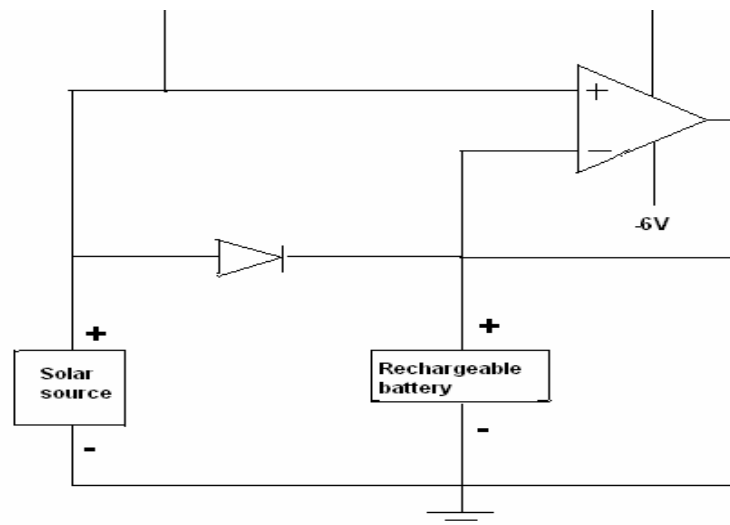 +
−
-6V
+
+
Solar
source
Rechargeable
battery
-
-